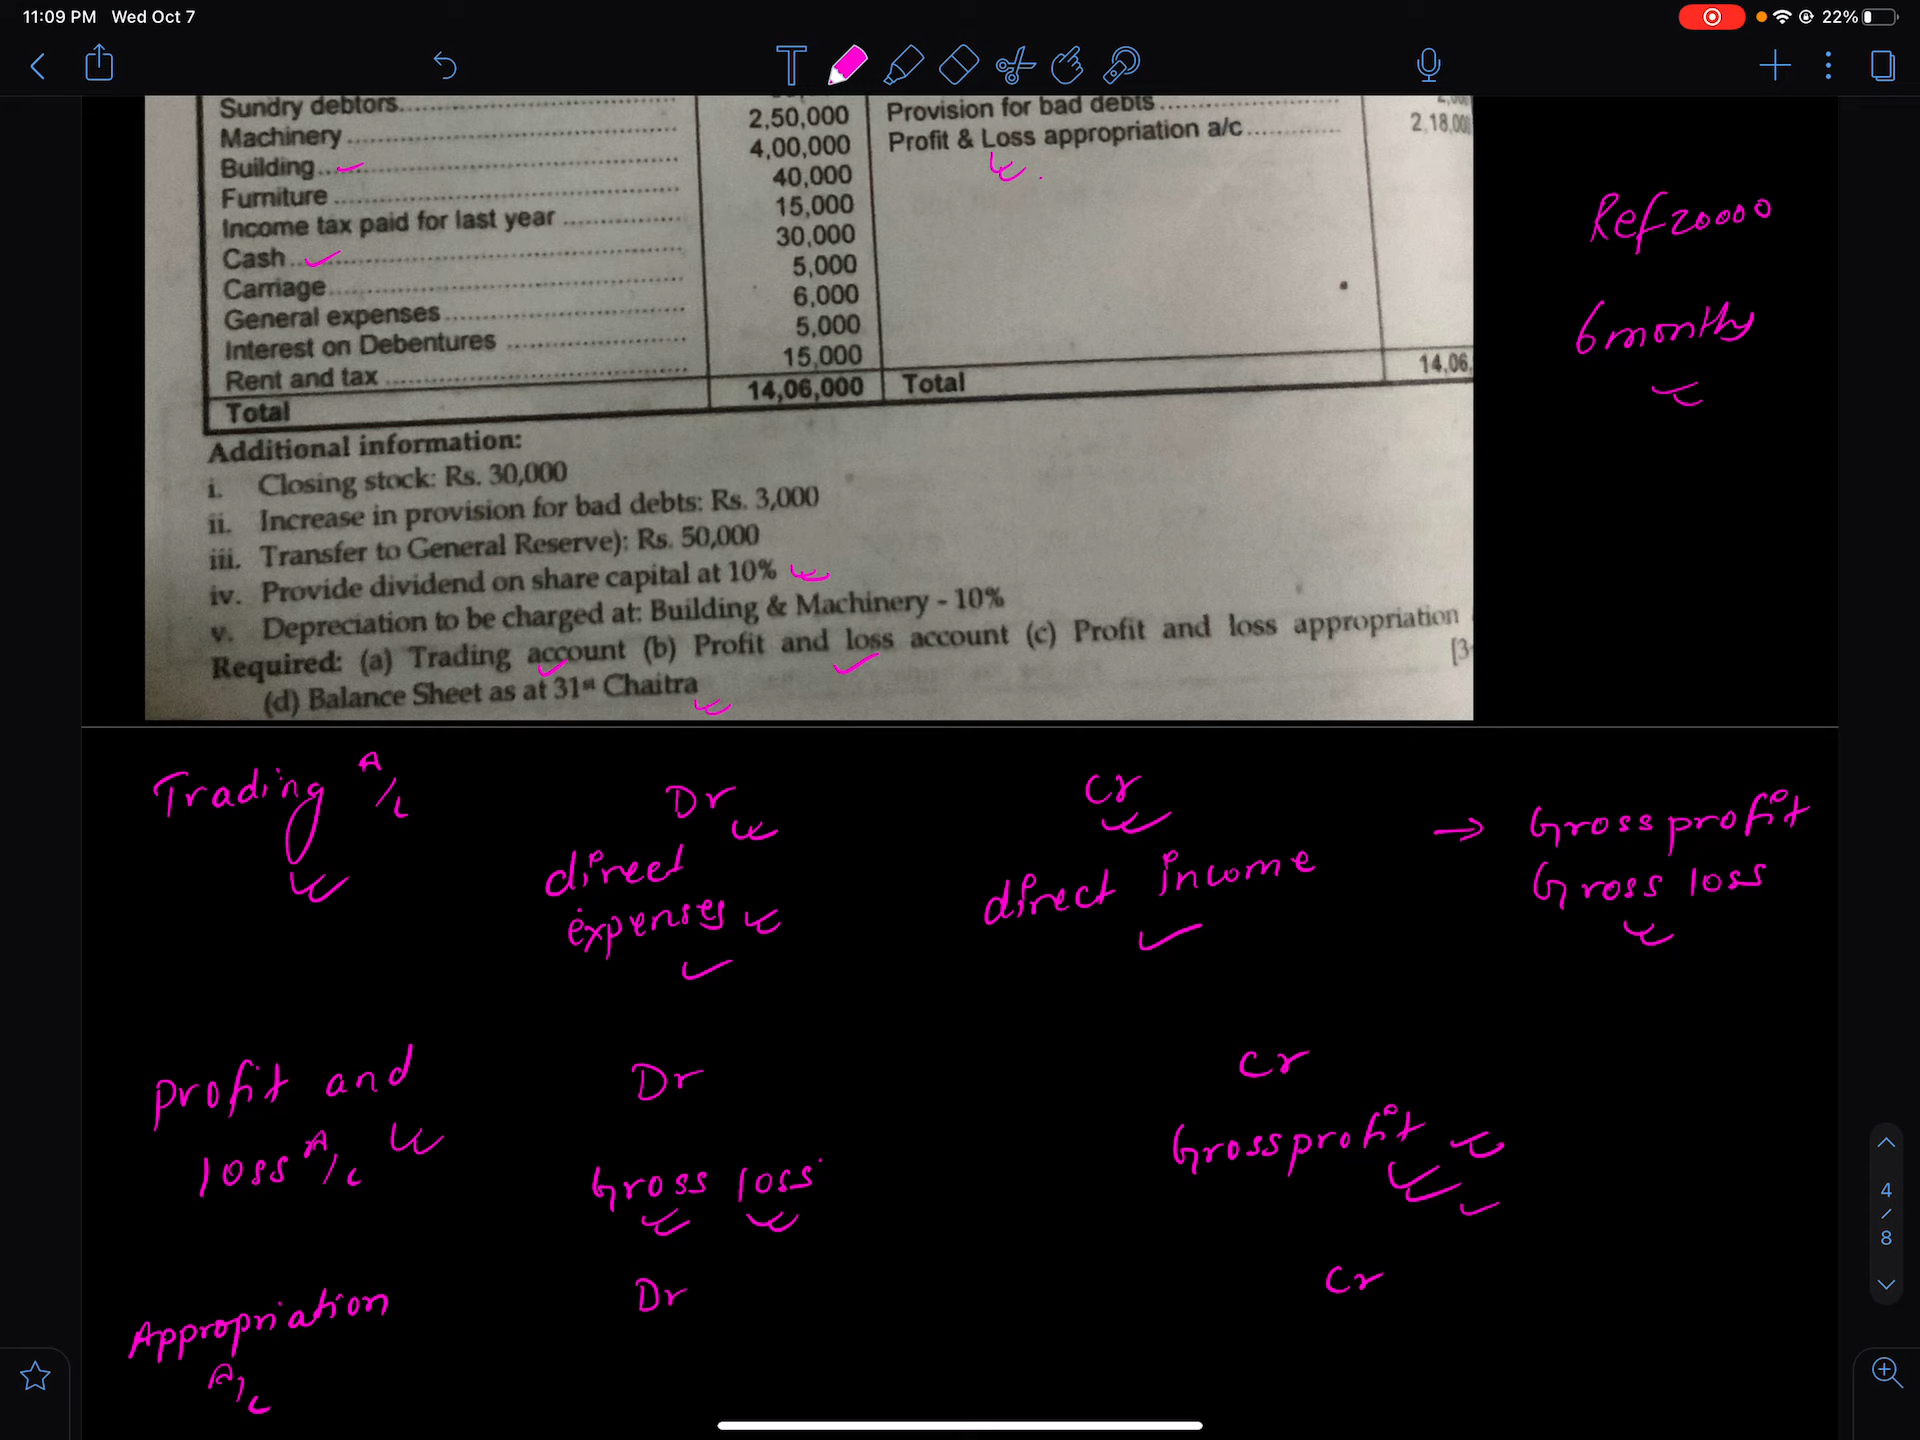 11:09 PM Wed Oct 7
22%
Sundry debtors
Machinery 2,50,000
Building 4,00,000
Furniture 40,000
Income tax paid for last year 15,000
Cash 30,000
Carriage 5,000
General expenses 6,000
Interest on Debentures 5,000
Rent and tax 15,000
Total 14,06,000
Provision for bad debts
Profit & Loss appropriation a/c 2,18,000
Total 14,06,
Additional information:
i. Closing stock: Rs. 30,000
ii. Increase in provision for bad debts: Rs. 3,000
iii. Transfer to General Reserve): Rs. 50,000
iv. Provide dividend on share capital at 10%
v. Depreciation to be charged at: Building & Machinery - 10%
Required: (a) Trading account (b) Profit and loss account (c) Profit and loss appropriation
[3
(d) Balance Sheet as at 31st Chaitra
Ref 20000
6 monthy
Trading A/c
Dr
direct
expenses
Cr
direct income
→ Gross profit
Gross loss
Profit and
loss A/c
Dr
Gross loss
Cr
Gross profit
Appropriation
A/c
Dr
Cr
4
/
8